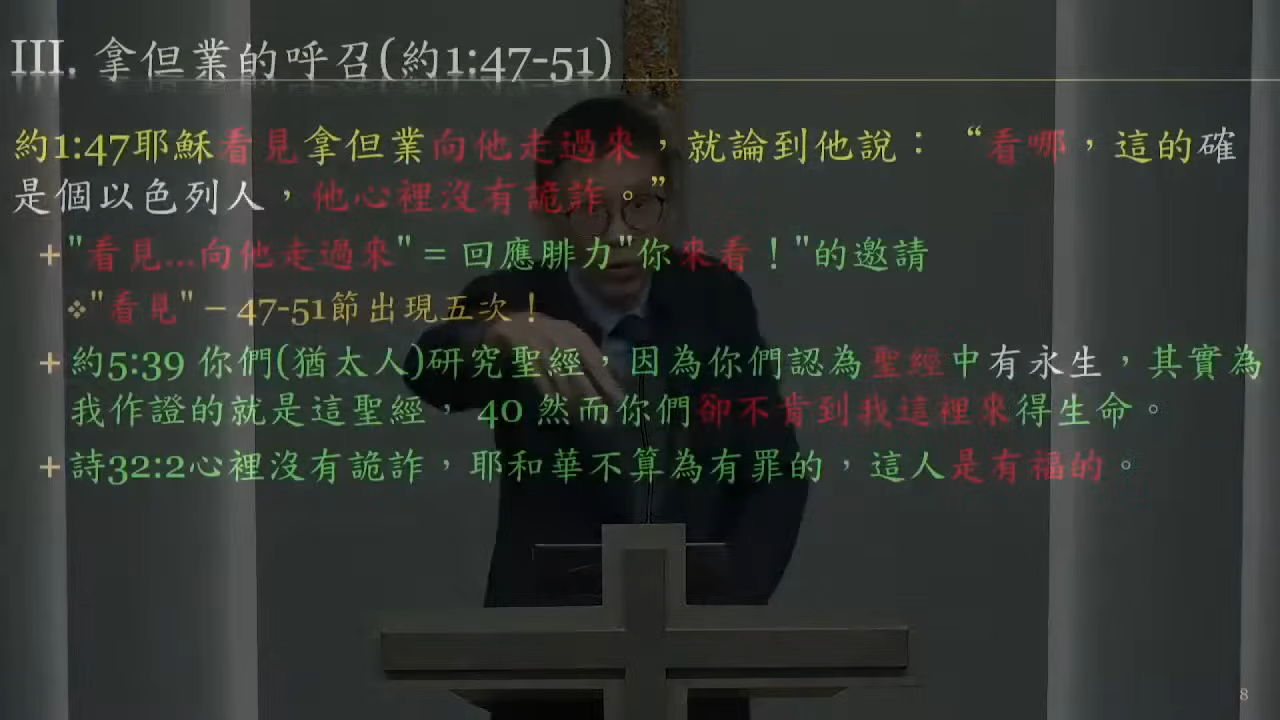 III. 拿但業的呼召(約1:47-51)
約1:47耶穌看見拿但業向他走過來，就論到他說：“看哪，這的確
是個以色列人，他心裡沒有詭詐。”
+"看見…向他走過來" = 回應腓力"你來看！"的邀請
❖"看見" – 47-51節出現五次！
+約5:39 你們(猶太人)研究聖經，因為你們認為聖經中有永生，其實為
我作證的就是這聖經， 40 然而你們卻不肯到我這裡來得生命。
+詩32:2心裡沒有詭詐，耶和華不算為有罪的，這人是有福的。
8